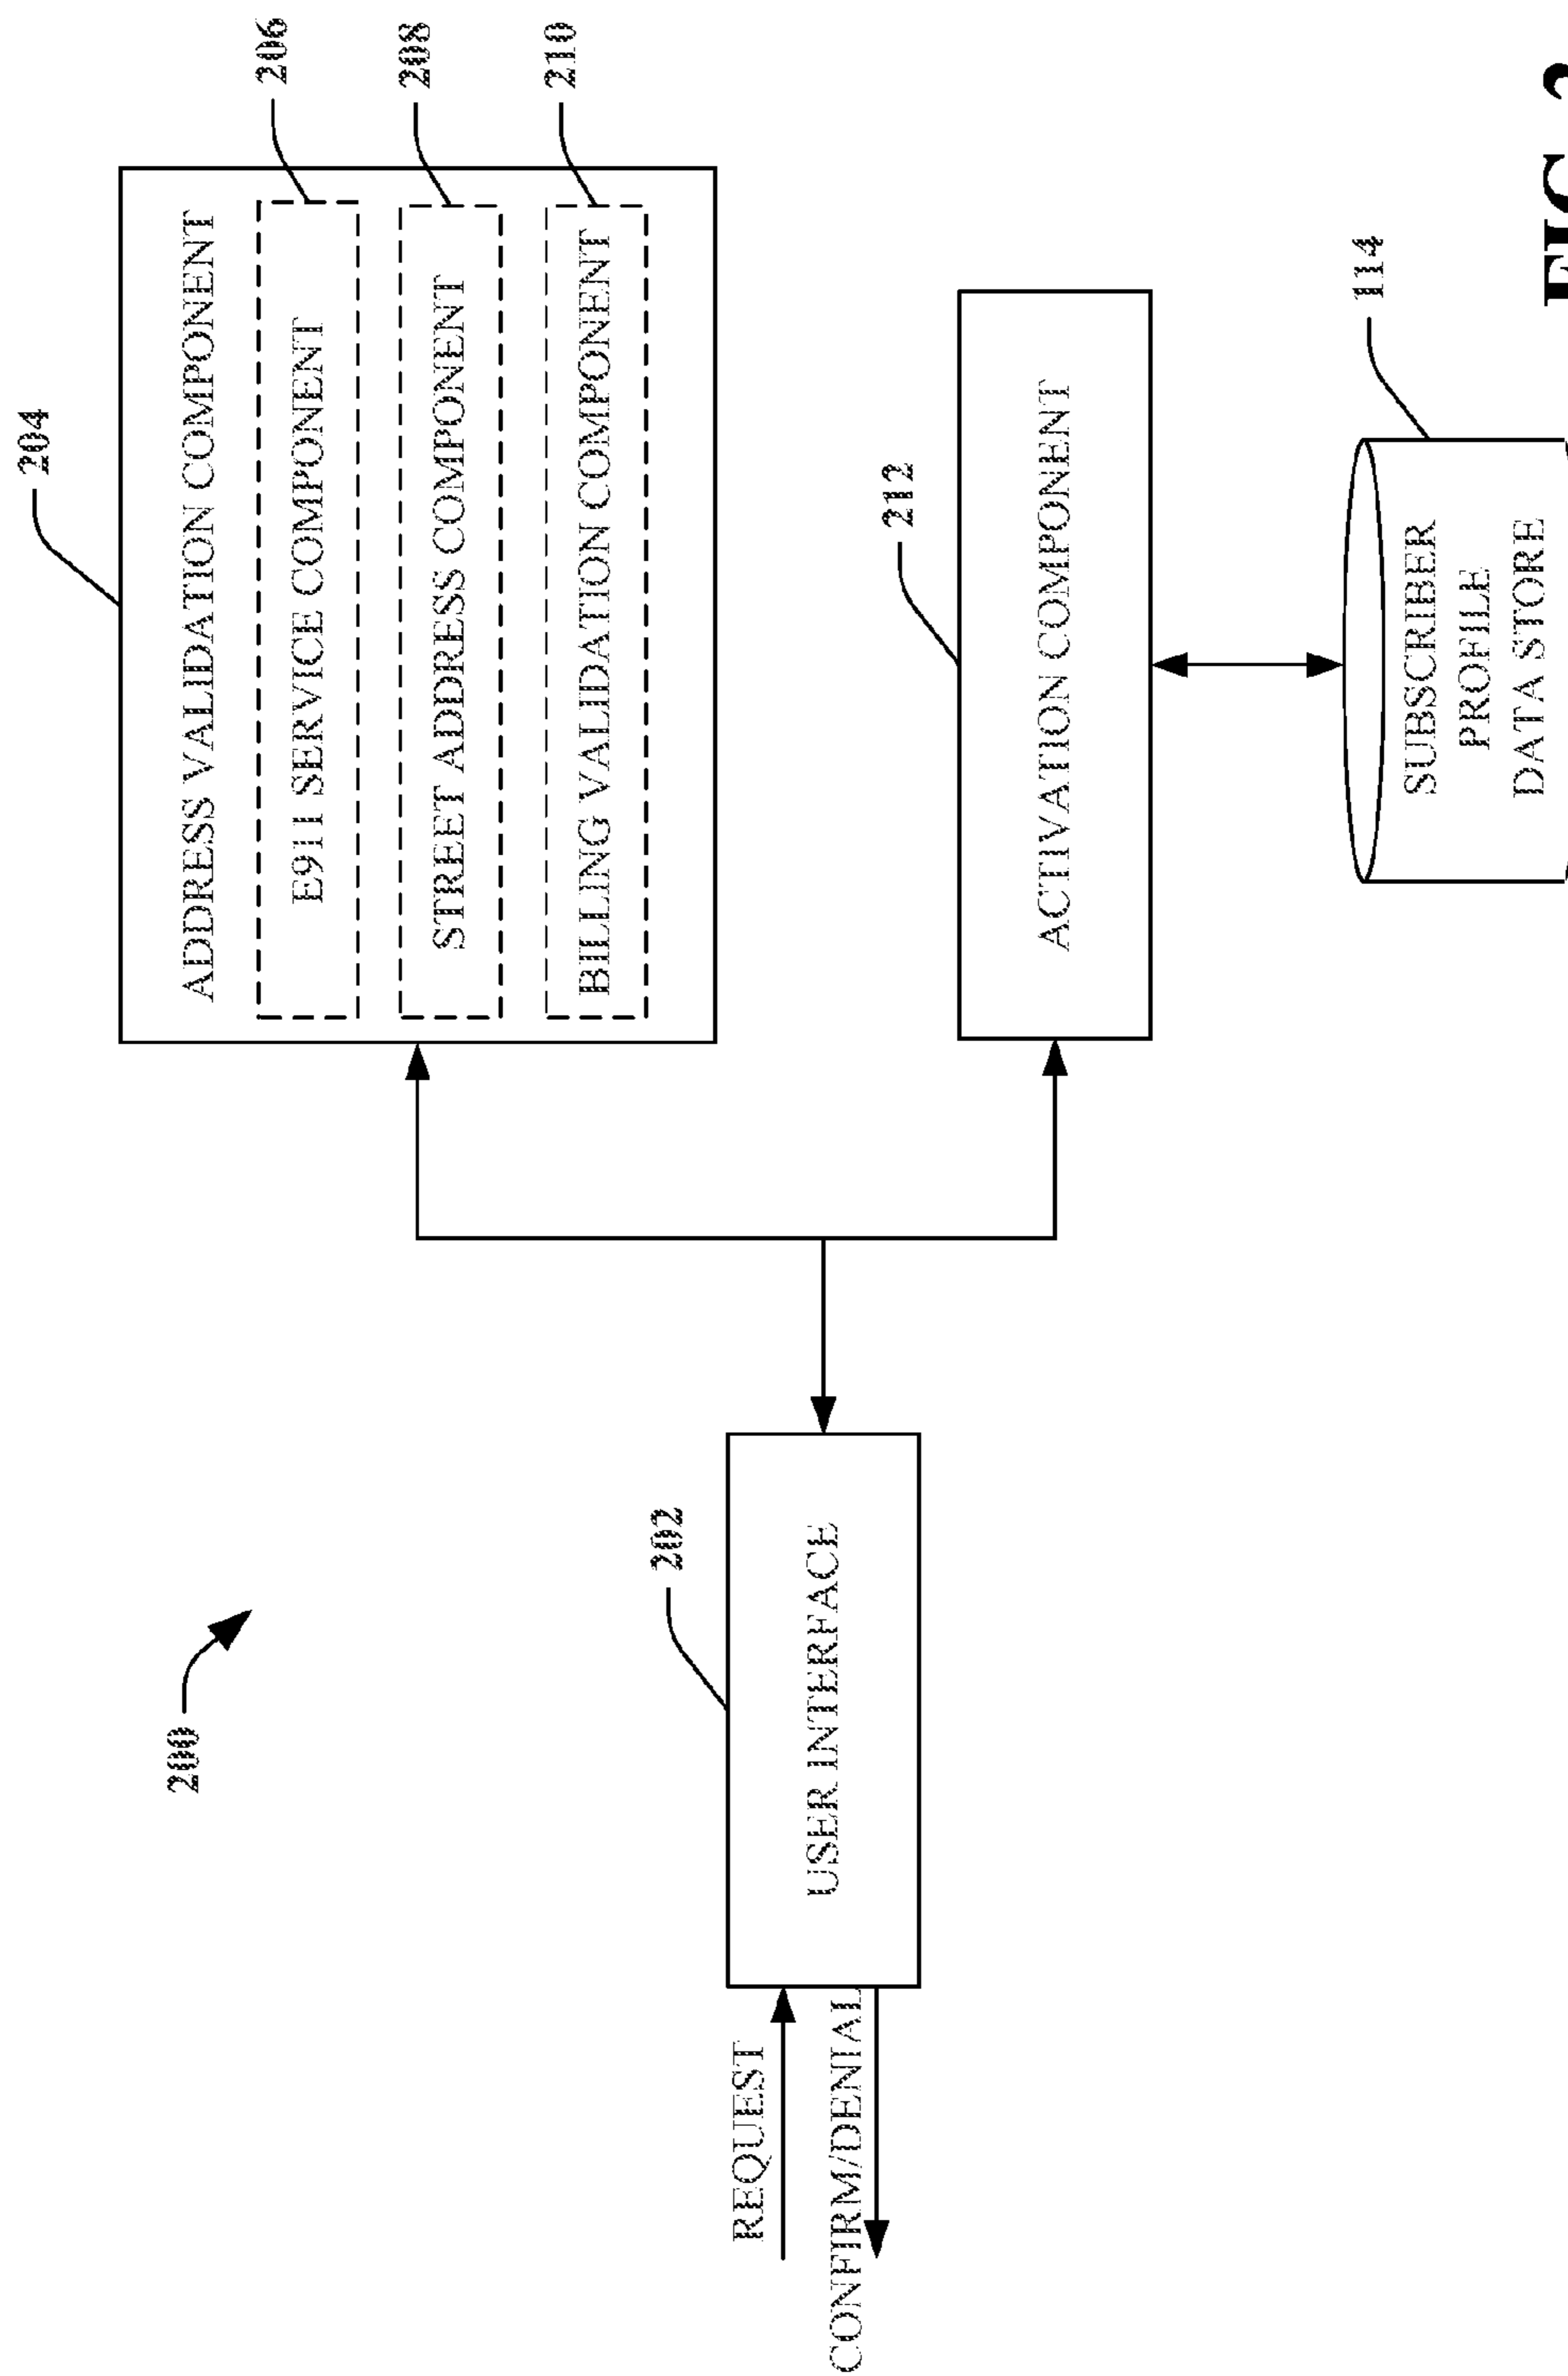 200
204
ADDRESS VALIDATION COMPONENT
206
E911 SERVICE COMPONENT
208
STREET ADDRESS COMPONENT
210
BILLING VALIDATION COMPONENT
202
USER INTERFACE
REQUEST
CONFIRM/DENIAL
212
ACTIVATION COMPONENT
114
SUBSCRIBER
PROFILE
DATA STORE
FIG